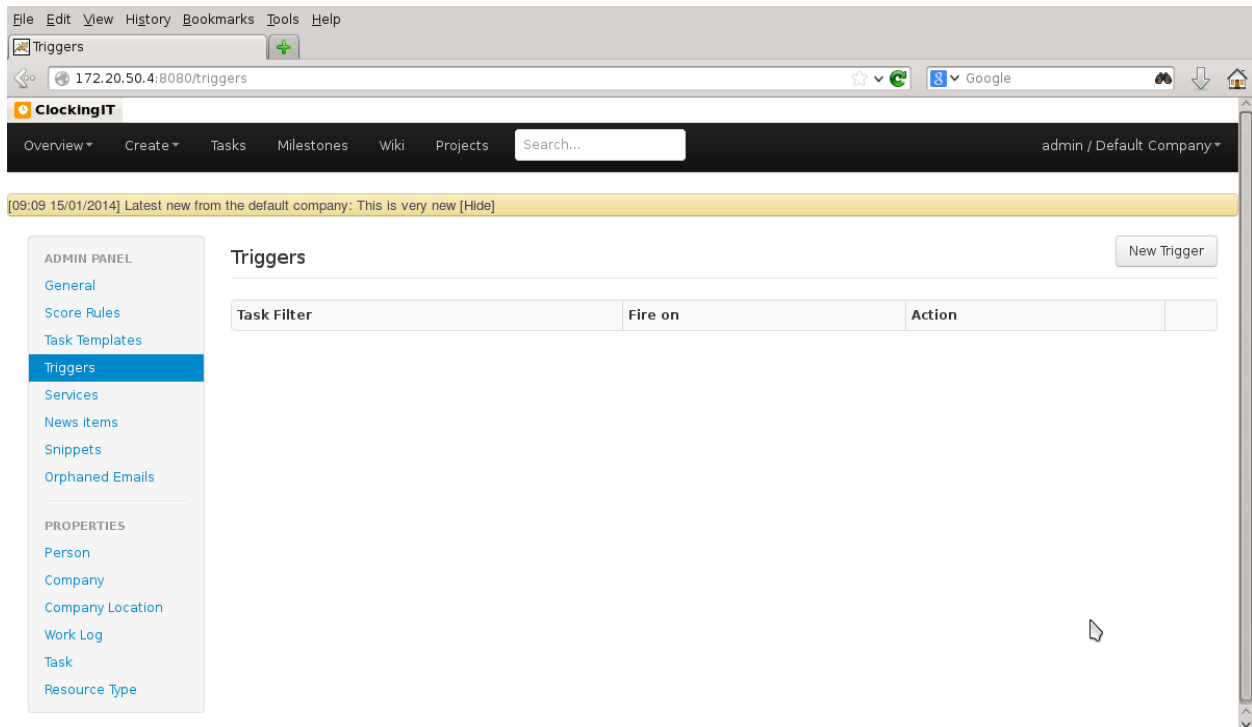 File Edit View History Bookmarks Tools Help
Triggers
172.20.50.4:8080/triggers
8 Google
ClockingIT
Overview Create Tasks Milestones Wiki Projects Search... admin / Default Company
[09:09 15/01/2014] Latest new from the default company: This is very new [Hide]
ADMIN PANEL
General
Score Rules
Task Templates
Triggers
Services
News items
Snippets
Orphaned Emails
PROPERTIES
Person
Company
Company Location
Work Log
Task
Resource Type
Triggers
New Trigger
Task Filter Fire on Action